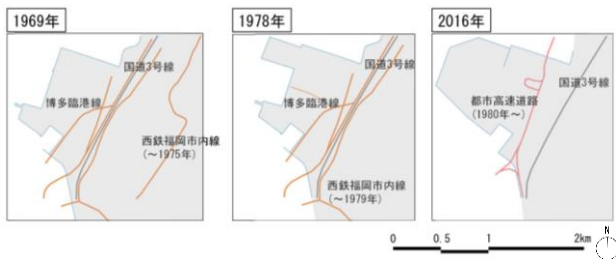 1969年
国道3号線
博多臨港線
西鉄福岡市内線
(～1975年)
1978年
国道3号線
博多臨港線
西鉄福岡市内線
(～1979年)
2016年
国道3号線
都市高速道路
(1980年～)
0 0.5 1 2km
N